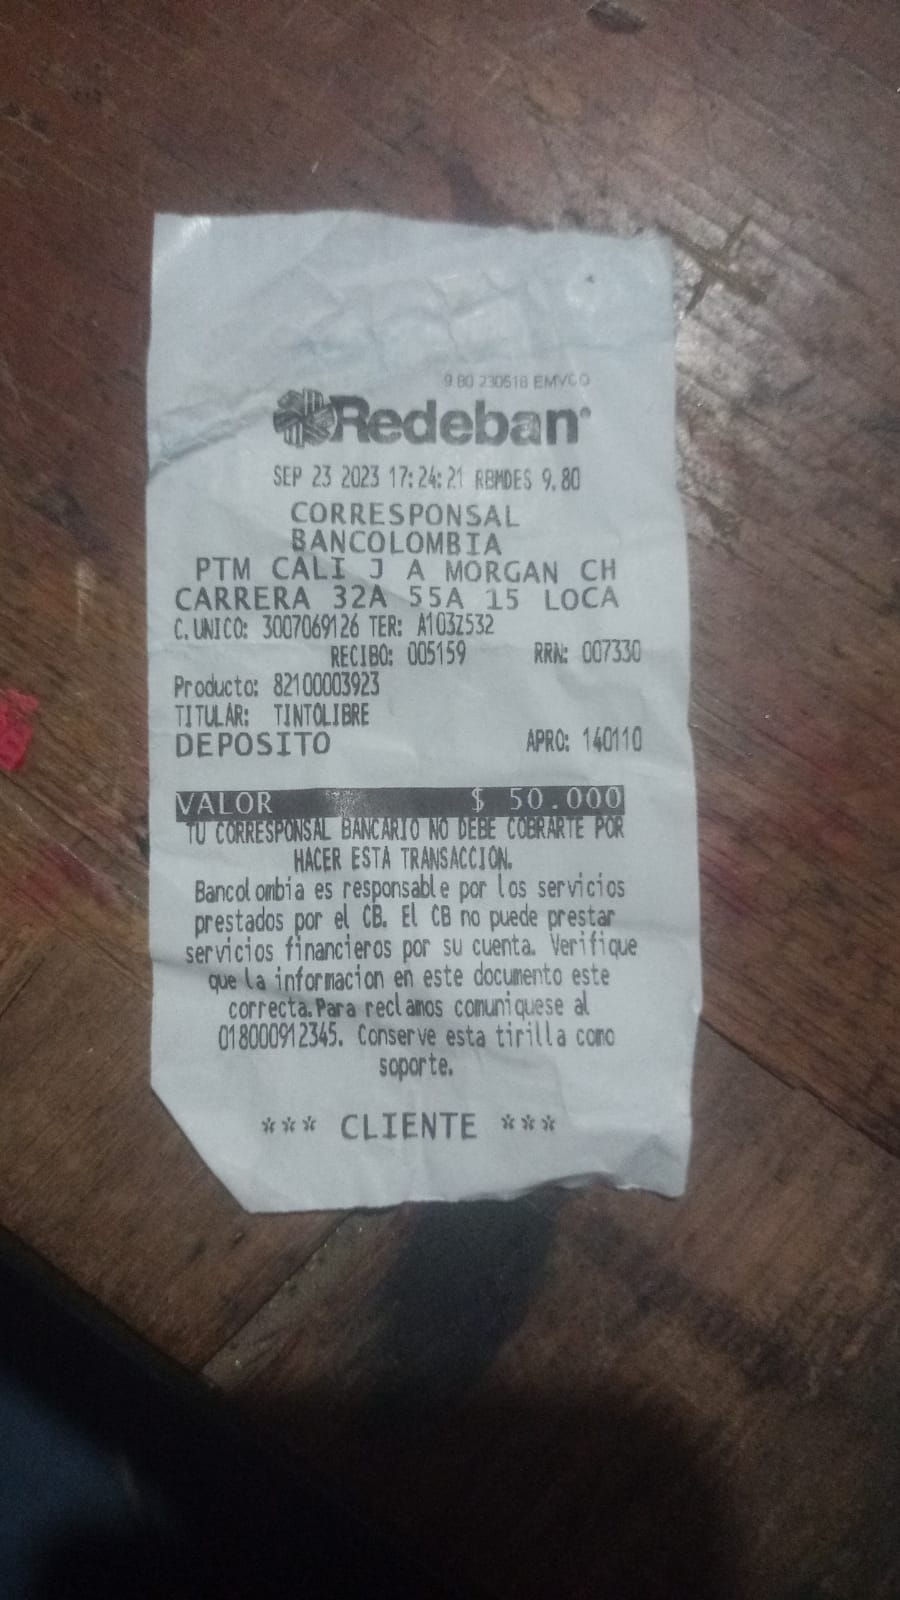 9.80 230518 EMVCO
Redeban
SEP 23 2023 17:24:21 RBMDES 9.80
CORRESPONSAL
BANCOLOMBIA
PTM CALI J A MORGAN CH
CARRERA 32A 55A 15 LOCA
C. UNICO: 3007069126 TER: A103Z532
RECIBO: 005159 RRN: 007330
Producto: 82100003923
TITULAR: TINTOLIBRE
DEPOSITO APRO: 140110
VALOR $ 50.000
TU CORRESPONSAL BANCARIO NO DEBE COBRARTE POR
HACER ESTA TRANSACCION.
Bancolombia es responsable por los servicios
prestados por el CB. El CB no puede prestar
servicios financieros por su cuenta. Verifique
que la informacion en este documento este
correcta.Para reclamos comuniquese al
018000912345. Conserve esta tirilla como
soporte.
*** CLIENTE ***